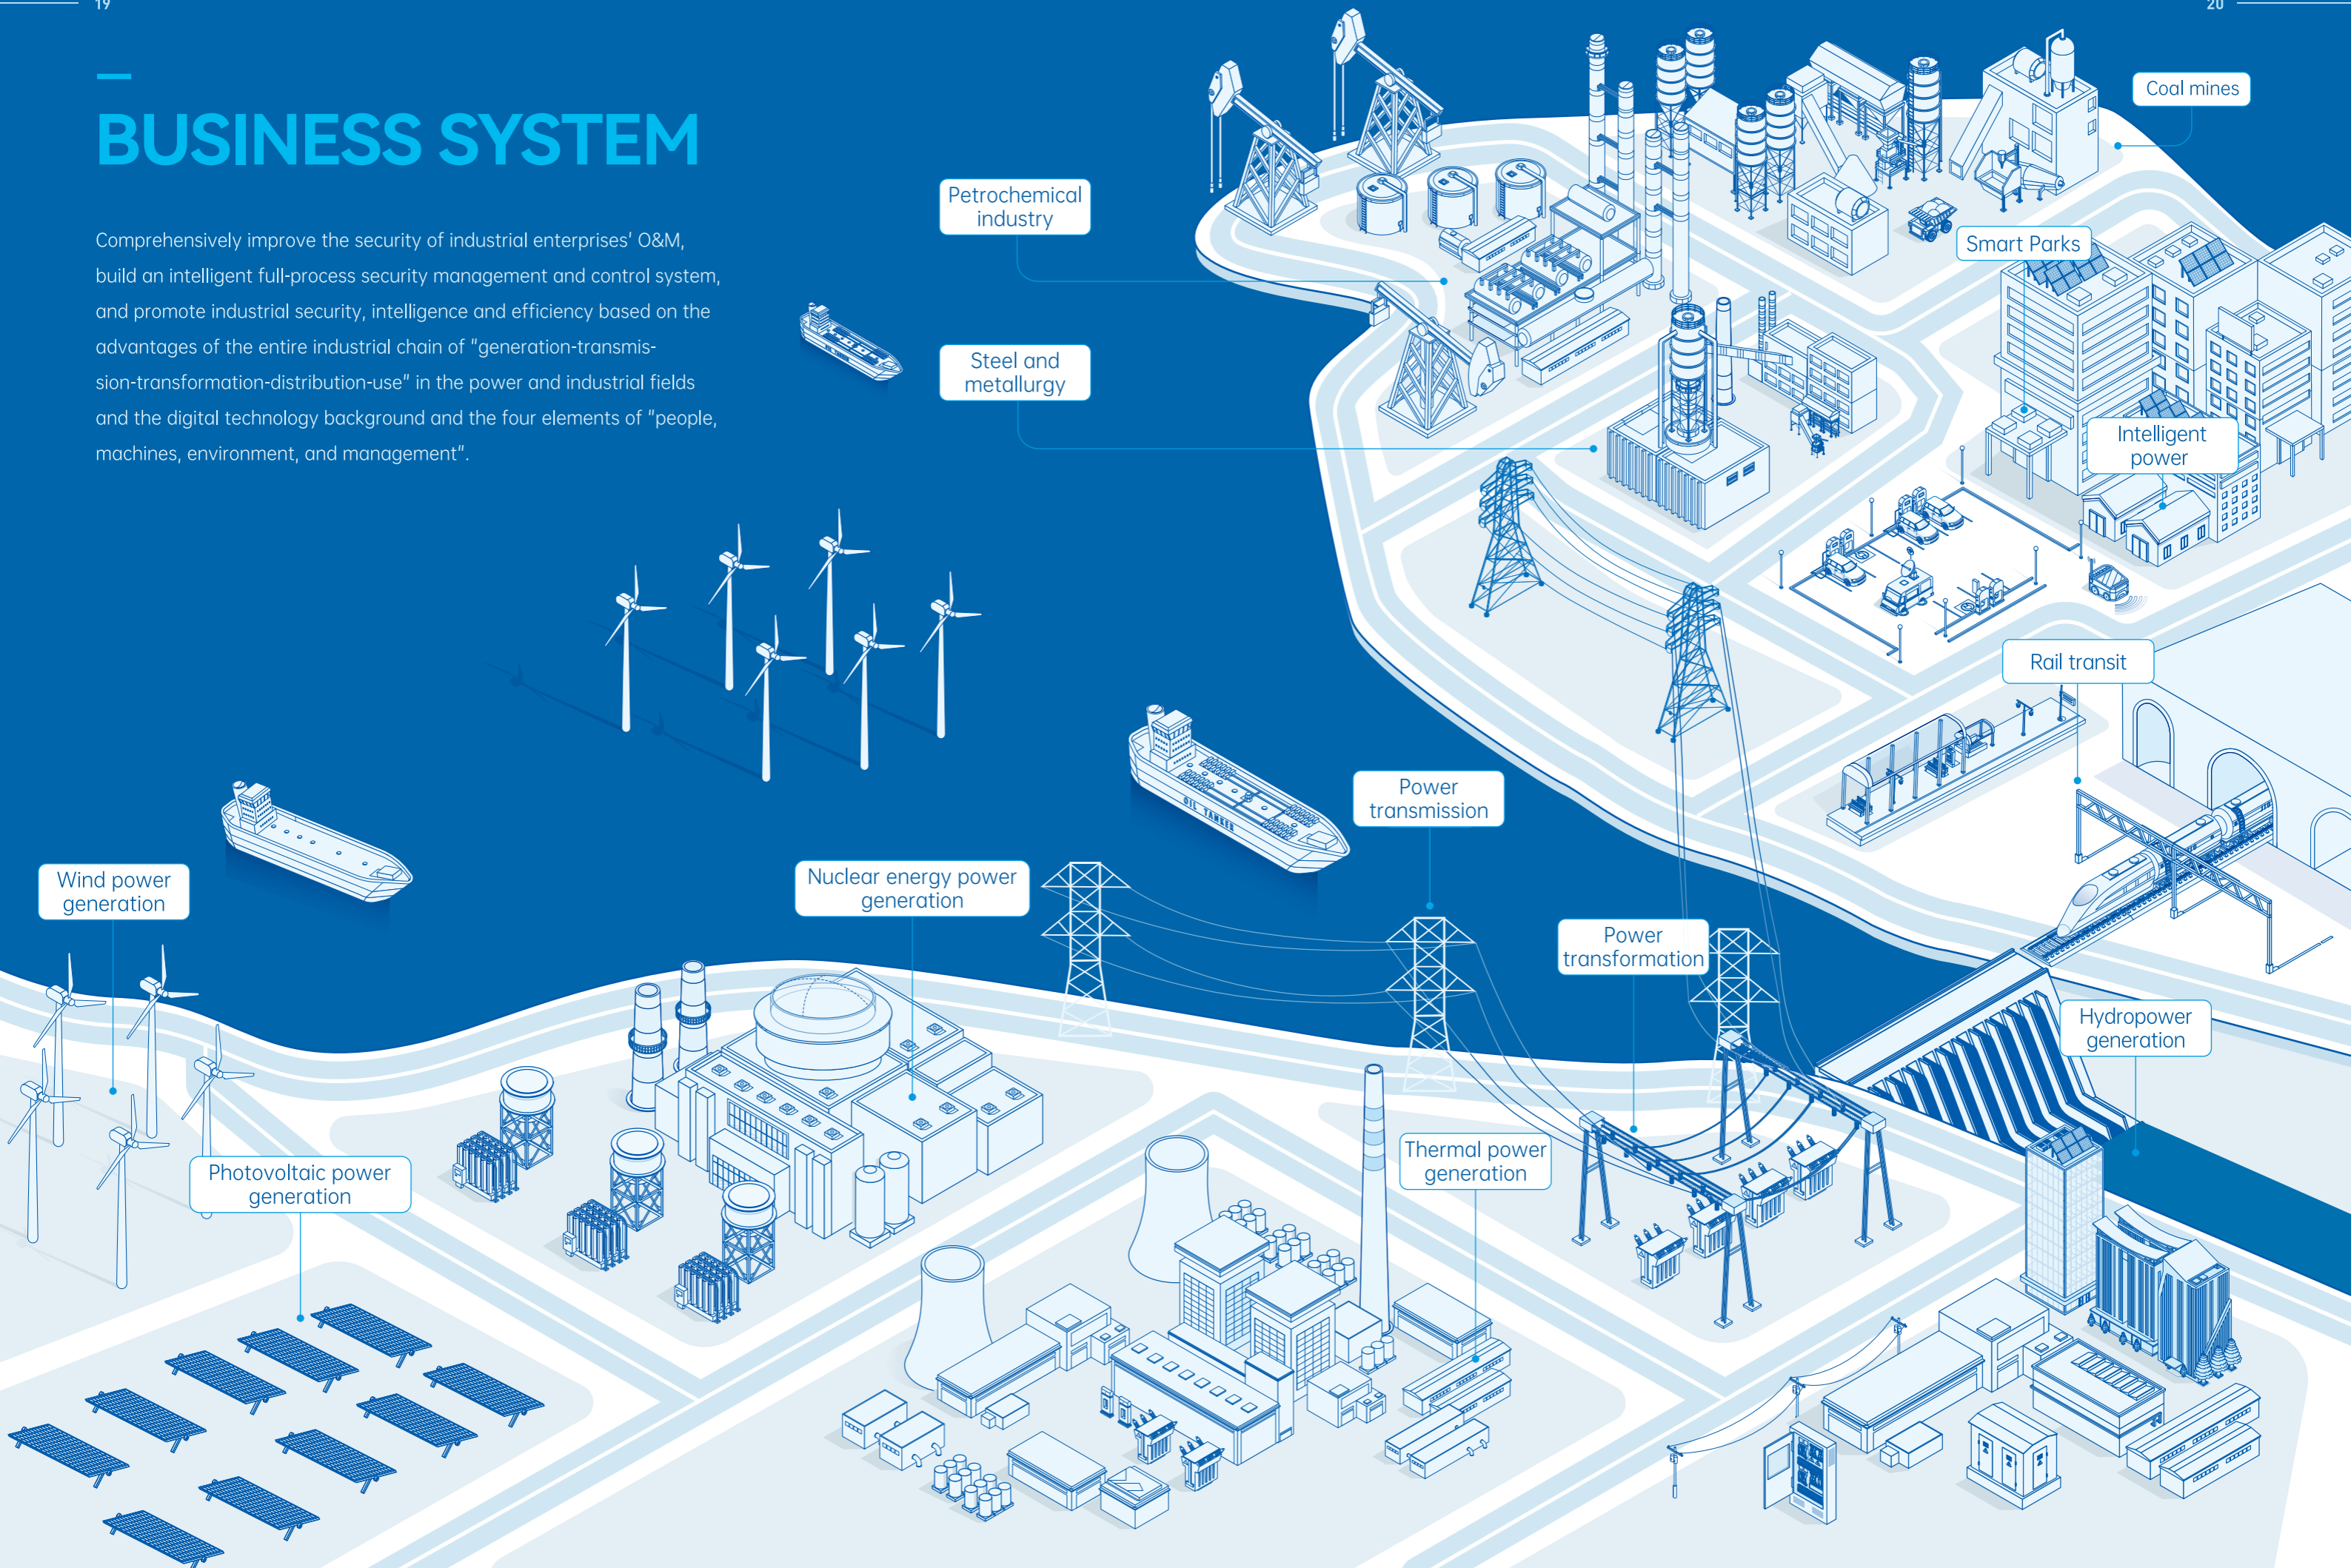 19
20
BUSINESS SYSTEM
Comprehensively improve the security of industrial enterprises' O&M,
build an intelligent full-process security management and control system,
and promote industrial security, intelligence and efficiency based on the
advantages of the entire industrial chain of "generation-transmis-
sion-transformation-distribution-use" in the power and industrial fields
and the digital technology background and the four elements of "people,
machines, environment, and management".
Coal mines
Petrochemical
industry
Smart Parks
Steel and
metallurgy
Intelligent
power
Rail transit
Power
transmission
OIL TANKER
Wind power
generation
Nuclear energy power
generation
Power
transformation
Hydropower
generation
Thermal power
generation
Photovoltaic power
generation